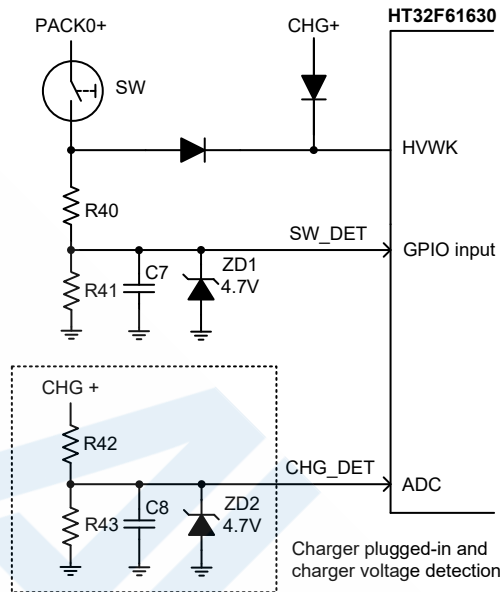 HT32F61630
PACK0+
CHG+
SW
HVWK
R40
SW_DET
GPIO input
R41
C7
ZD1
4.7V
CHG +
R42
CHG_DET
ADC
R43
C8
ZD2
4.7V
Charger plugged-in and
charger voltage detection